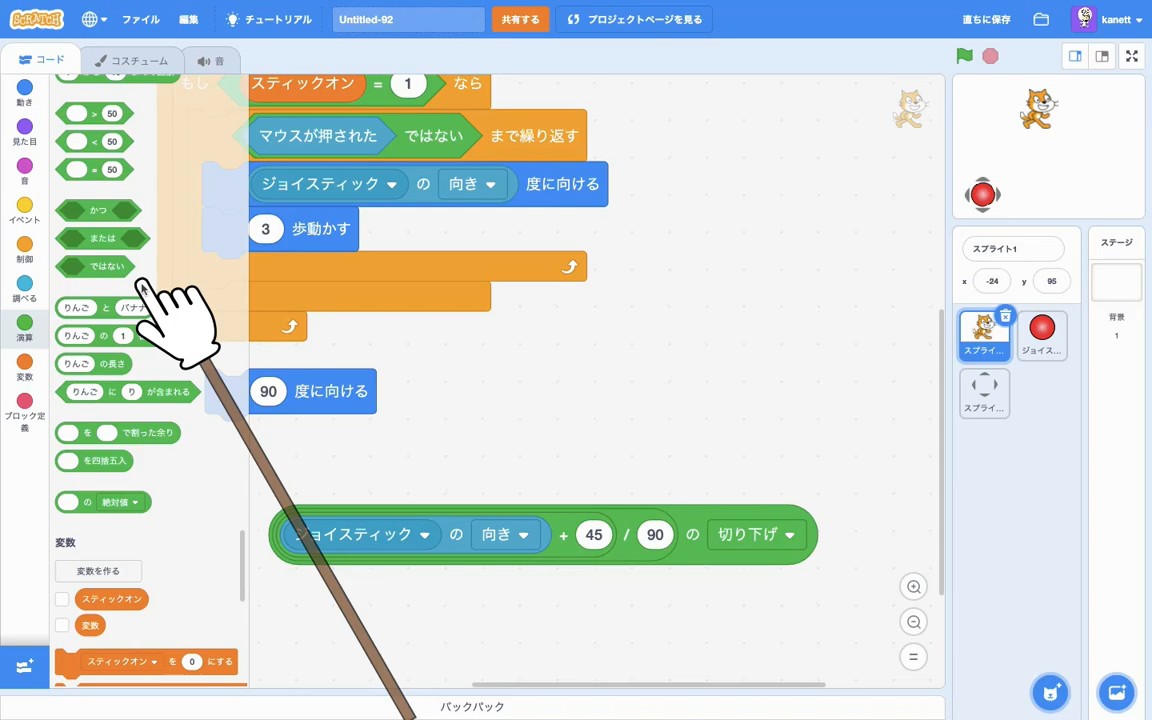 SCRATCH ファイル 編集 チュートリアル Untitled-92 共有する プロジェクトページを見る 直ちに保存 kanett
コード コスチューム 音
動き
見た目
音
イベント
制御
調べる
演算
変数
ブロック定義
> 50
< 50
= 50
かつ
または
ではない
りんご と バナナ
りんご の 1
りんご の長さ
りんご に り が含まれる
を で割った余り
を四捨五入
の 絶対値
変数
変数を作る
スティックオン
変数
スティックオン を 0 にする
もし スティックオン = 1 なら
マウスが押された ではない まで繰り返す
ジョイスティック の 向き 度に向ける
3 歩動かす
90 度に向ける
ジョイスティック の 向き + 45 / 90 の 切り下げ
バックパック
スプライト1
x -24 y 95
スプライ...
ジョイス...
スプライ...
ステージ
背景
1